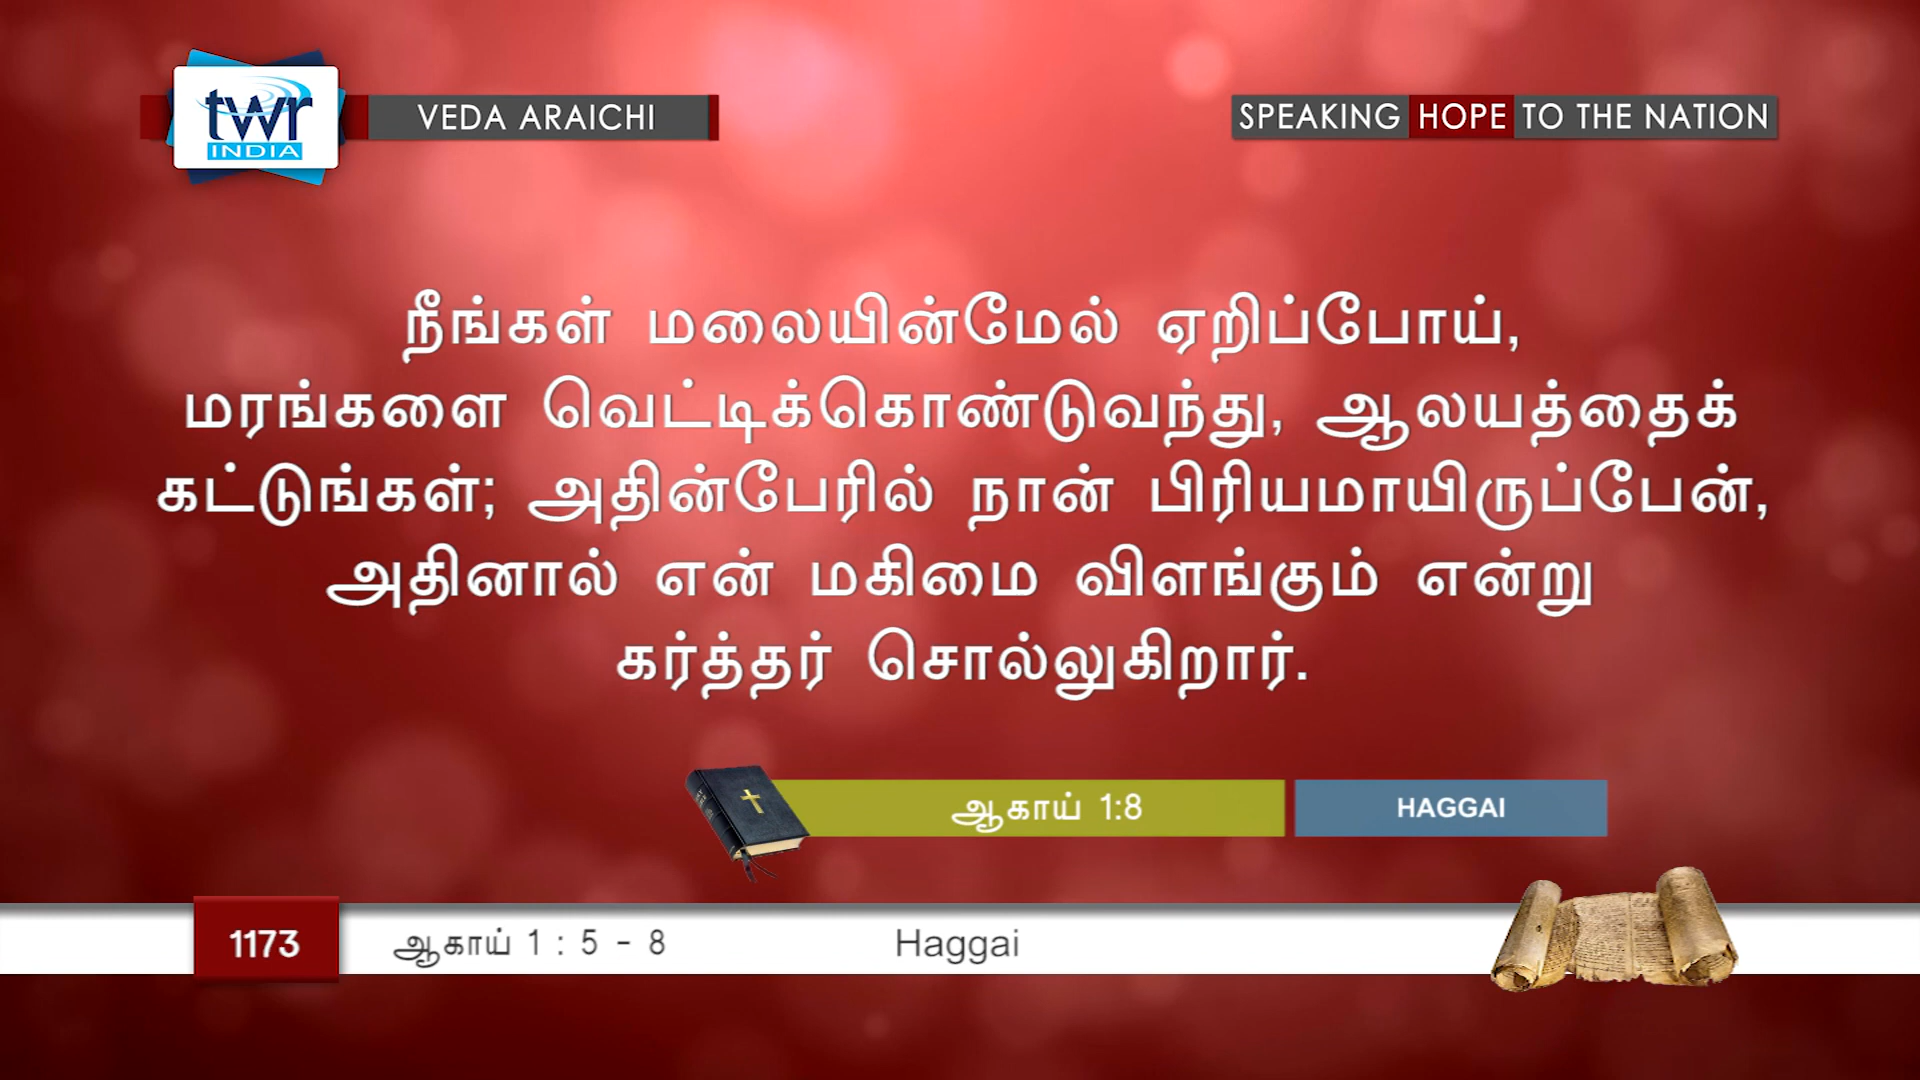 twr
INDIA
VEDA ARAICHI
SPEAKING HOPE TO THE NATION
நீங்கள் மலையின்மேல் ஏறிப்போய்,
மரங்களை வெட்டிக்கொண்டுவந்து, ஆலயத்தைக்
கட்டுங்கள்; அதின்பேரில் நான் பிரியமாயிருப்பேன்,
அதினால் என் மகிமை விளங்கும் என்று
கர்த்தர் சொல்லுகிறார்.
ஆகாய் 1:8
HAGGAI
1173
ஆகாய் 1 : 5 - 8
Haggai